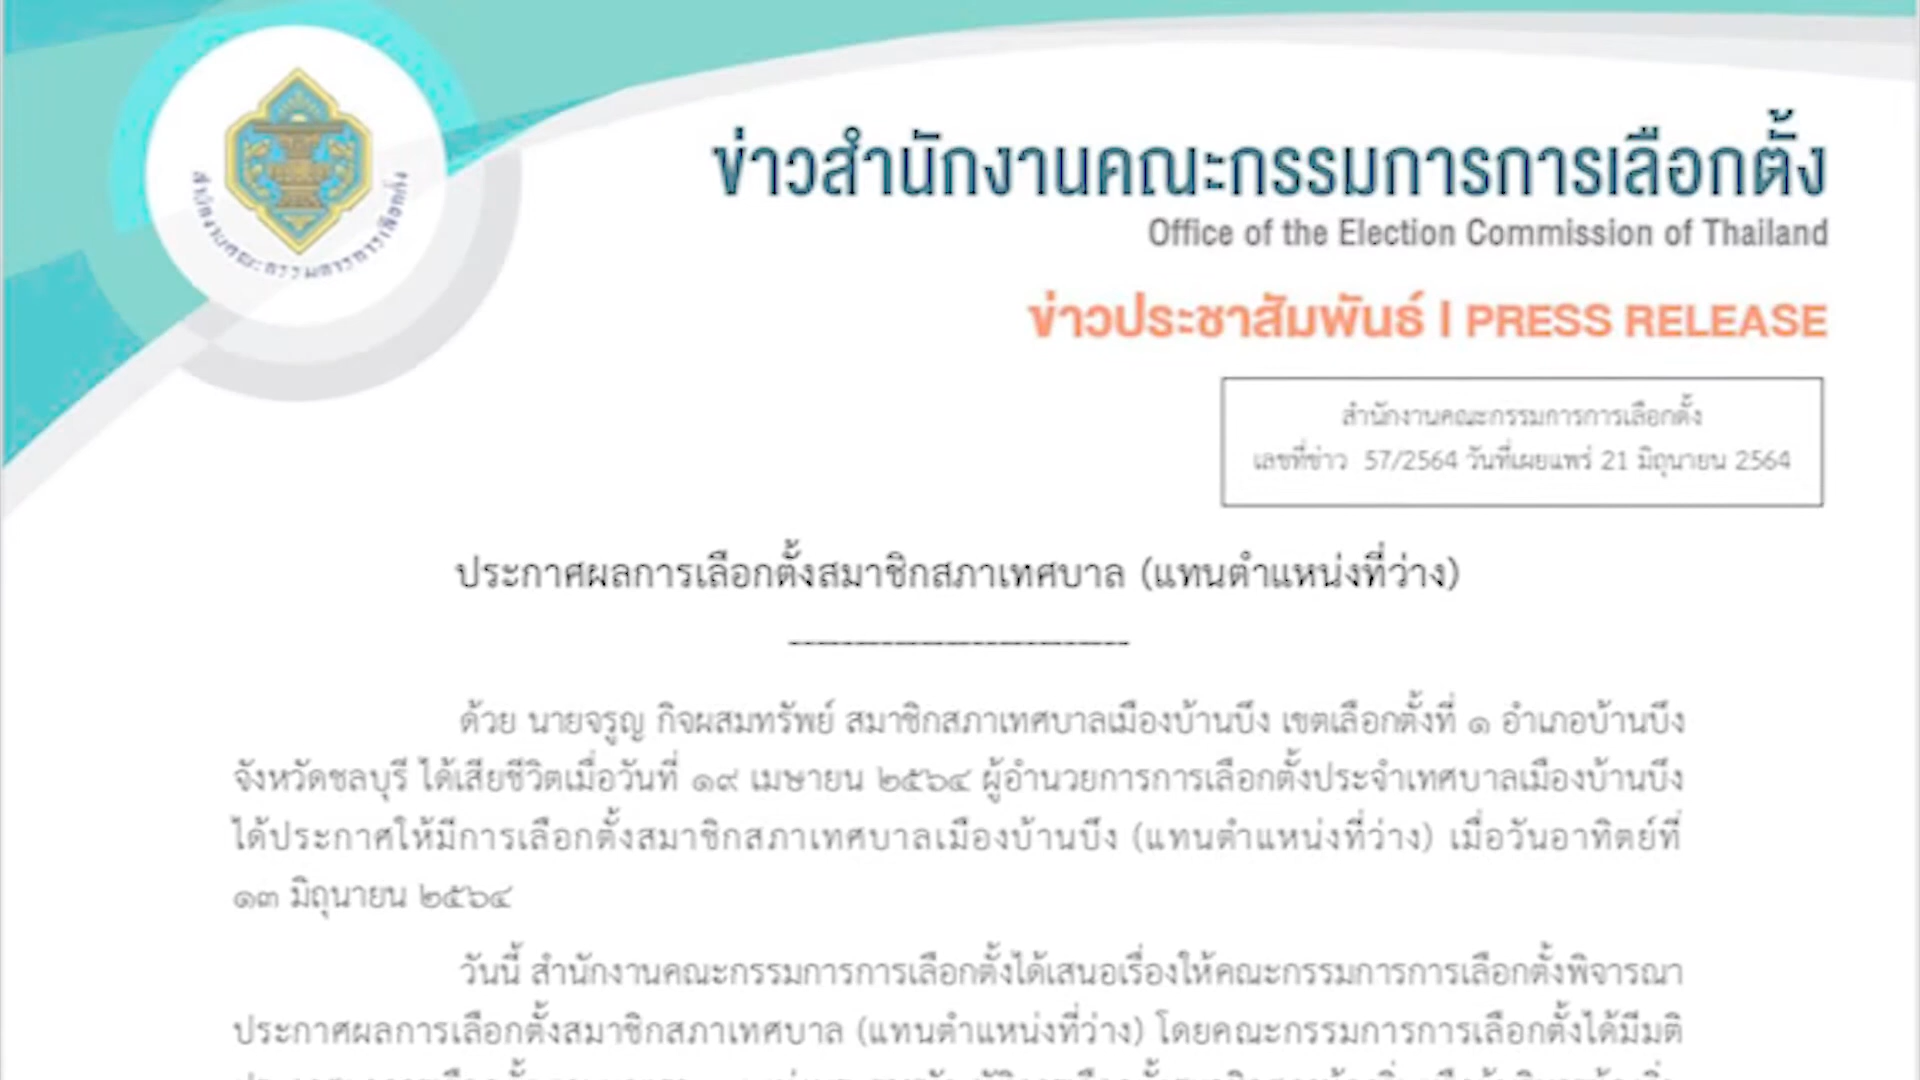 สำนักงานคณะกรรมการการเลือกตั้ง
ข่าวสำนักงานคณะกรรมการการเลือกตั้ง
Office of the Election Commission of Thailand
ข่าวประชาสัมพันธ์ | PRESS RELEASE
สำนักงานคณะกรรมการการเลือกตั้ง
เลขที่ข่าว 57/2564 วันที่เผยแพร่ 21 มิถุนายน 2564
ประกาศผลการเลือกตั้งสมาชิกสภาเทศบาล (แทนตำแหน่งที่ว่าง)
--------------------------
ด้วย นายจรูญ กิจผสมทรัพย์ สมาชิกสภาเทศบาลเมืองบ้านบึง เขตเลือกตั้งที่ ๑ อำเภอบ้านบึง
จังหวัดชลบุรี ได้เสียชีวิตเมื่อวันที่ ๑๙ เมษายน ๒๕๖๔ ผู้อำนวยการการเลือกตั้งประจำเทศบาลเมืองบ้านบึง
ได้ประกาศให้มีการเลือกตั้งสมาชิกสภาเทศบาลเมืองบ้านบึง (แทนตำแหน่งที่ว่าง) เมื่อวันอาทิตย์ที่
๑๓ มิถุนายน ๒๕๖๔
วันนี้ สำนักงานคณะกรรมการการเลือกตั้งได้เสนอเรื่องให้คณะกรรมการการเลือกตั้งพิจารณา
ประกาศผลการเลือกตั้งสมาชิกสภาเทศบาล (แทนตำแหน่งที่ว่าง) โดยคณะกรรมการการเลือกตั้งได้มีมติ